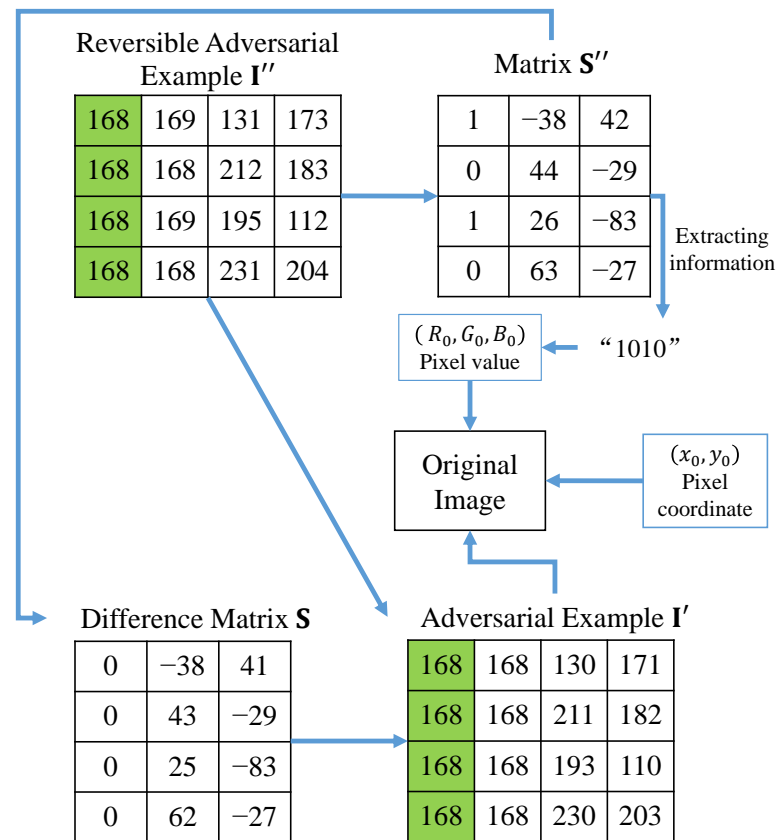 Reversible Adversarial
Example I′′
168 169 131 173
168 168 212 183
168 169 195 112
168 168 231 204
Matrix S′′
1 −38 42
0 44 −29
1 26 −83
0 63 −27
Extracting
information
“1010”
(R₀, G₀, B₀)
Pixel value
Original
Image
(x₀, y₀)
Pixel
coordinate
Difference Matrix S
0 −38 41
0 43 −29
0 25 −83
0 62 −27
Adversarial Example I′
168 168 130 171
168 168 211 182
168 168 193 110
168 168 230 203